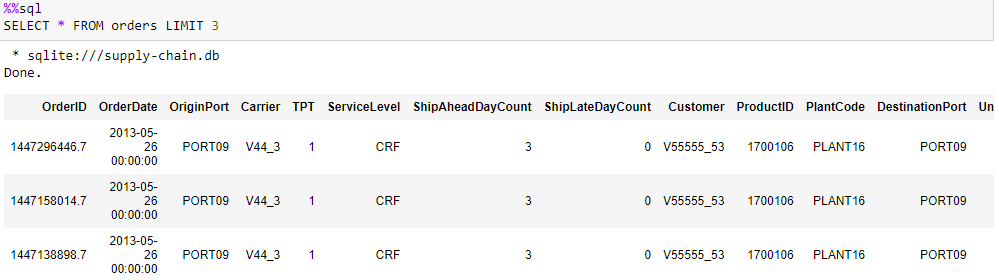 %%sql
SELECT * FROM orders LIMIT 3
* sqlite:///supply-chain.db
Done.
OrderID OrderDate OriginPort Carrier TPT ServiceLevel ShipAheadDayCount ShipLateDayCount Customer ProductID PlantCode DestinationPort Un
2013-05-
1447296446.7 26 PORT09 V44_3 1 CRF 3 0 V55555_53 1700106 PLANT16 PORT09
00:00:00
2013-05-
1447158014.7 26 PORT09 V44_3 1 CRF 3 0 V55555_53 1700106 PLANT16 PORT09
00:00:00
2013-05-
1447138898.7 26 PORT09 V44_3 1 CRF 3 0 V55555_53 1700106 PLANT16 PORT09
00:00:00